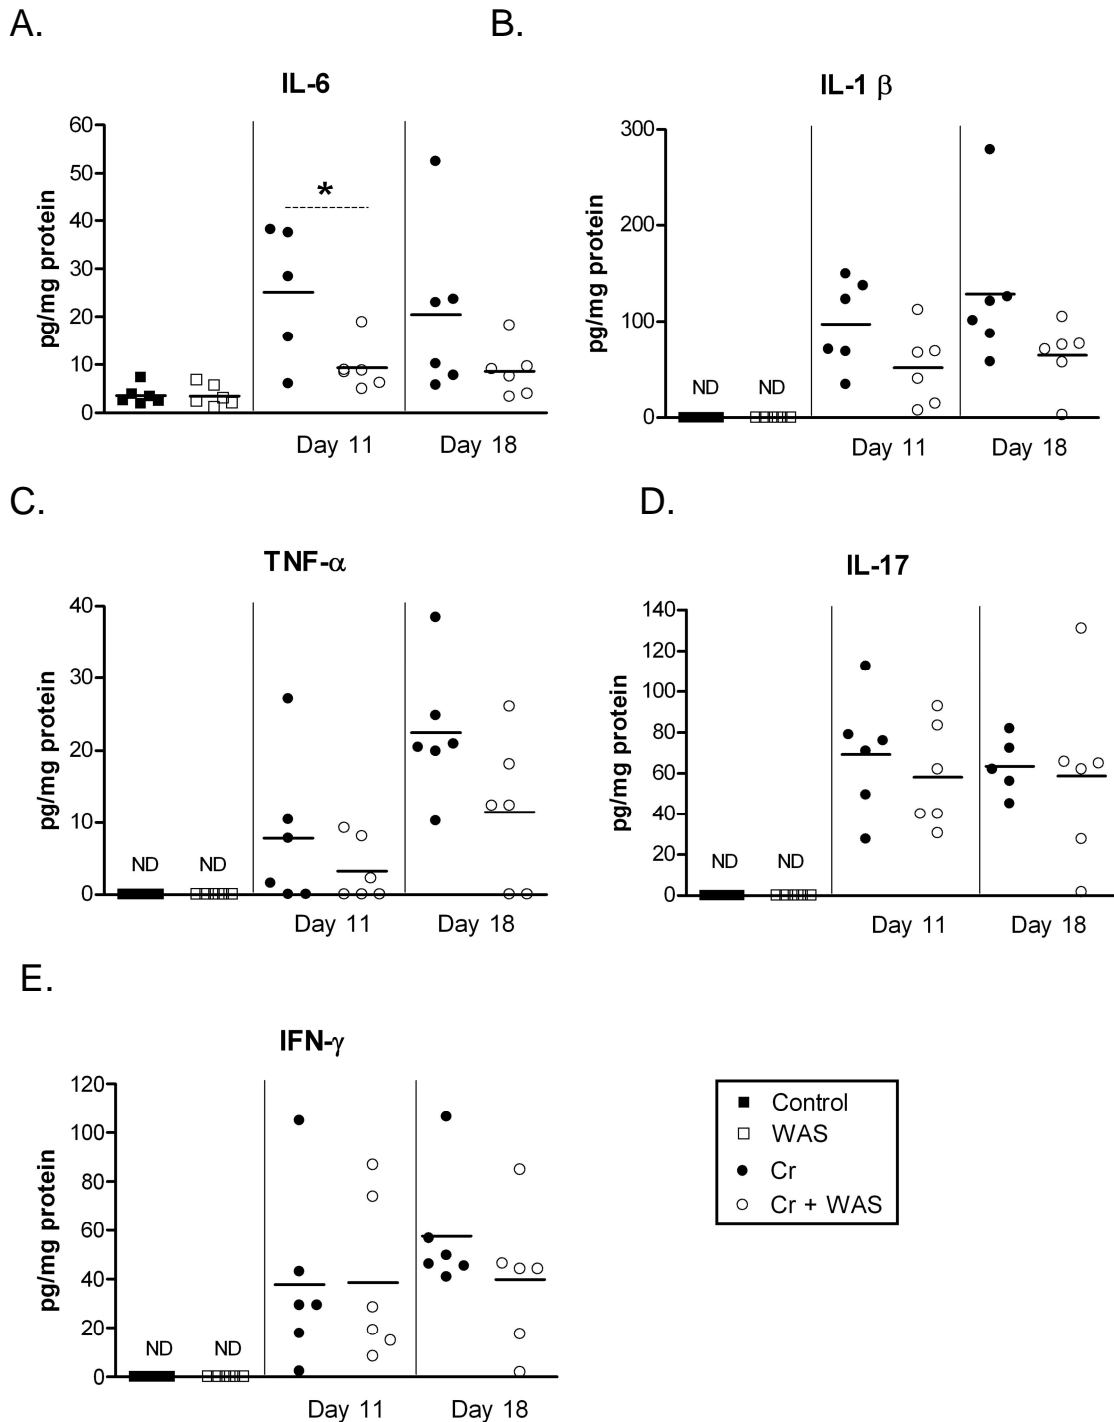 A.
B.
IL-6
IL-1 β
60
50
40
30
20
10
0
pg/mg protein
*
Day 11
Day 18
300
200
100
0
pg/mg protein
ND
ND
Day 11
Day 18
C.
D.
TNF-α
IL-17
40
30
20
10
0
pg/mg protein
ND
ND
Day 11
Day 18
140
120
100
80
60
40
20
0
pg/mg protein
ND
ND
Day 11
Day 18
E.
IFN-γ
120
100
80
60
40
20
0
pg/mg protein
ND
ND
Day 11
Day 18
Control
WAS
Cr
Cr + WAS